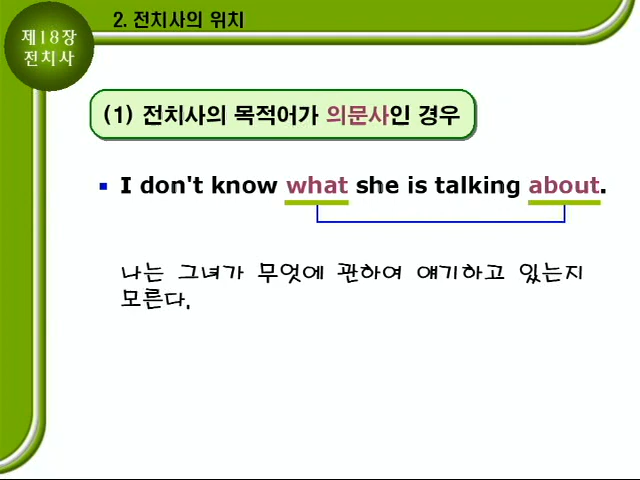 2. 전치사의 위치
제18장
전치사
(1) 전치사의 목적어가 의문사인 경우
I don't know what she is talking about.
나는 그녀가 무엇에 관하여 얘기하고 있는지
모른다.